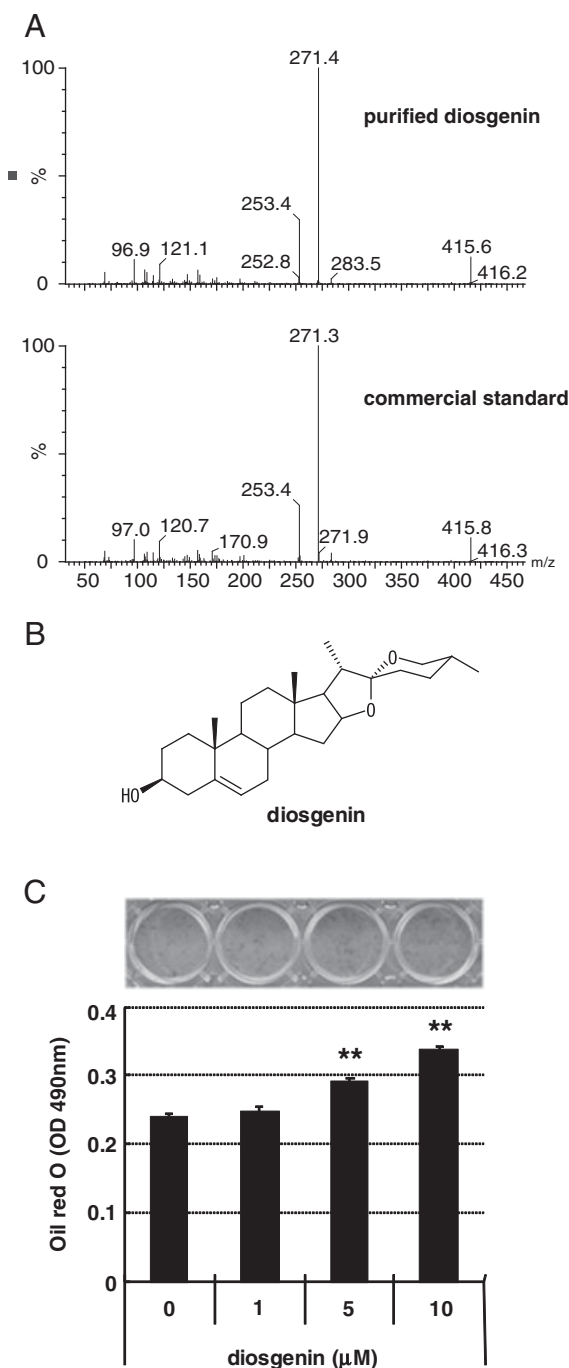 A
100
271.4
purified diosgenin
%
253.4
96.9
121.1
252.8
283.5
415.6
416.2
0
100
271.3
commercial standard
%
253.4
97.0
120.7
170.9
271.9
415.8
416.3
0
50 100 150 200 250 300 350 400 450
m/z
B
O
O
HO
diosgenin
C
0.4
**
**
0.3
0.2
0.1
0
Oil red O (OD 490nm)
0 1 5 10
diosgenin (μM)